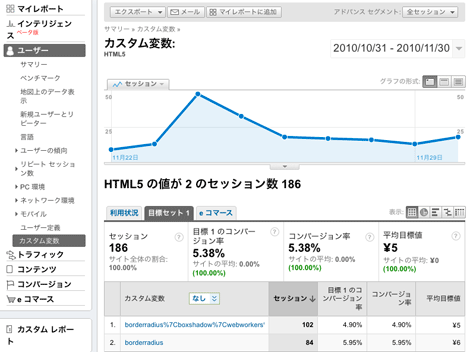 マイレポート
インテリジェンス
ベータ版
ユーザー
サマリー
ベンチマーク
地図上のデータ表示
新規ユーザーとリピーター
言語
ユーザーの傾向
リピート セッション数
PC 環境
ネットワーク環境
モバイル
ユーザー定義
カスタム変数
トラフィック
コンテンツ
コンバージョン
e コマース
カスタム レポート
エクスポート メール マイレポートに追加
アドバンス セグメント: 全セッション
サマリー » カスタム変数 »
カスタム変数:
HTML5
2010/10/31 - 2010/11/30
グラフの形式:
セッション
50 50
25 25
11月22日 11月29日
HTML5 の値が 2 のセッション数 186
利用状況 目標セット 1 e コマース
表示:
セッション
186
サイト全体の割合:
100.00%
目標 1 のコンバージョン率
5.38%
サイトの平均: 0.00%
(100.00%)
コンバージョン率
5.38%
サイトの平均: 0.00%
(100.00%)
平均目標値
¥5
サイトの平均: ¥0
(100.00%)
カスタム変数 なし セッション 目標 1 のコンバージョン率 コンバージョン率 平均目標値
1. borderradius%7Cboxshadow%7Cwebworkers' 102 4.90% 4.90% ¥5
2. borderradius 84 5.95% 5.95% ¥6